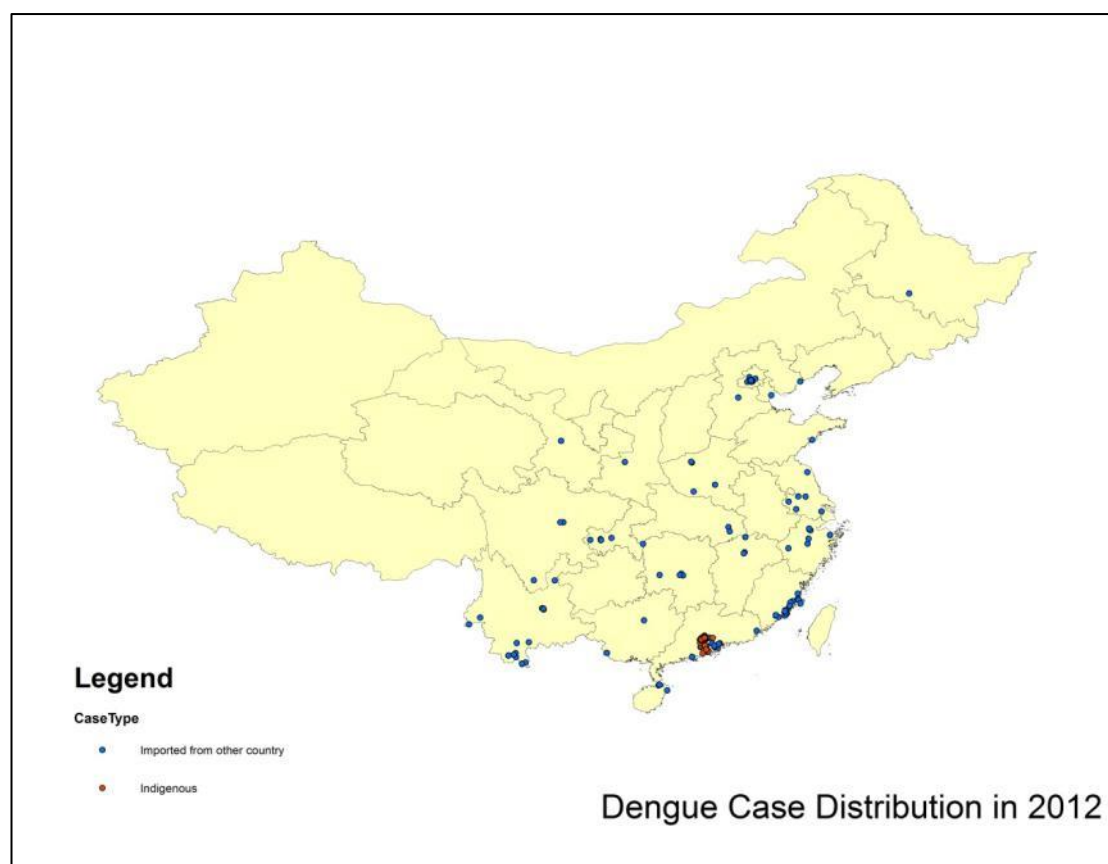 Legend
CaseType
Imported from other country
Indigenous
Dengue Case Distribution in 2012